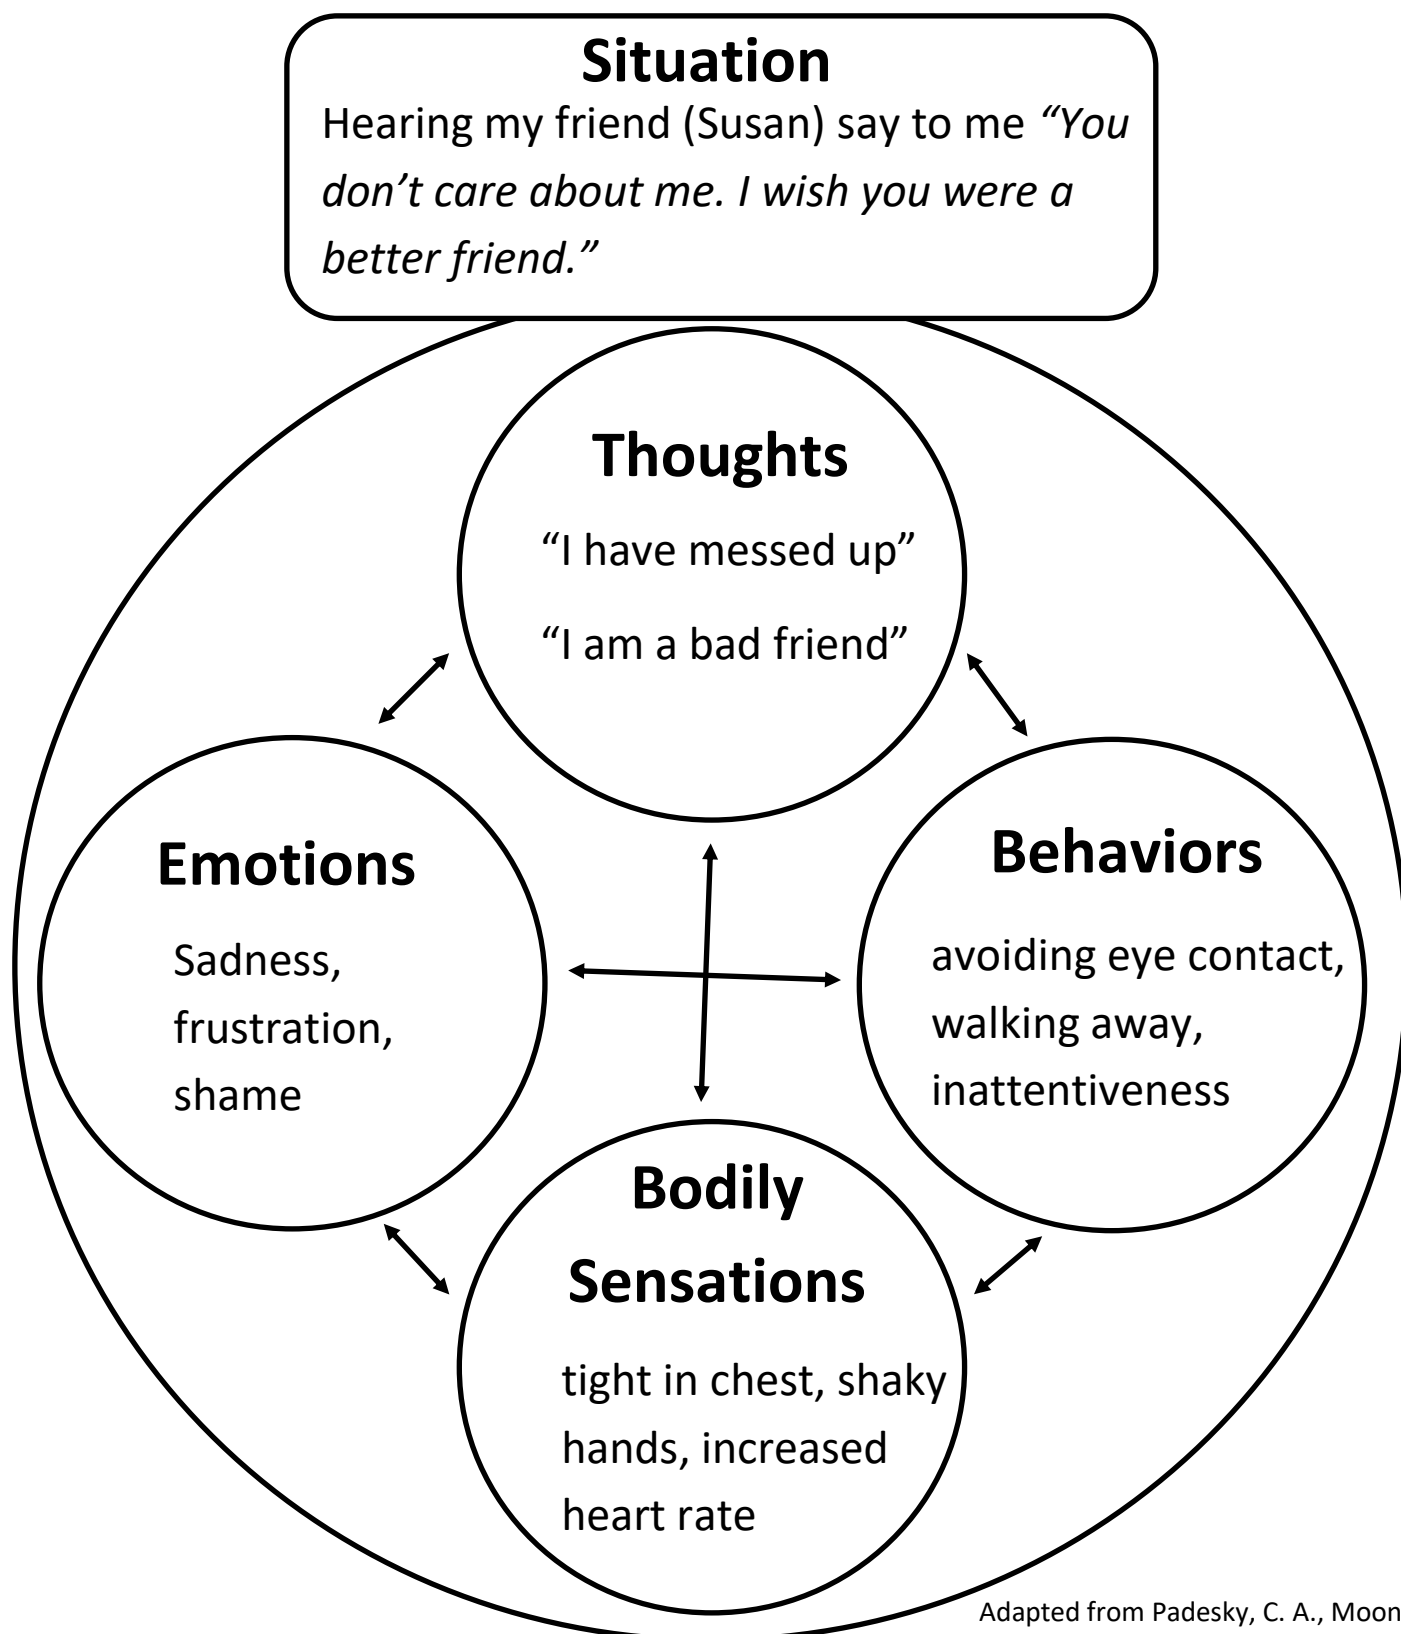 Situation
Hearing my friend (Susan) say to me “You
don’t care about me. I wish you were a
better friend.”
Thoughts
“I have messed up”
“I am a bad friend”
Emotions
Sadness,
frustration,
shame
Behaviors
avoiding eye contact,
walking away,
inattentiveness
Bodily
Sensations
tight in chest, shaky
hands, increased
heart rate
Adapted from Padesky, C. A., Moon